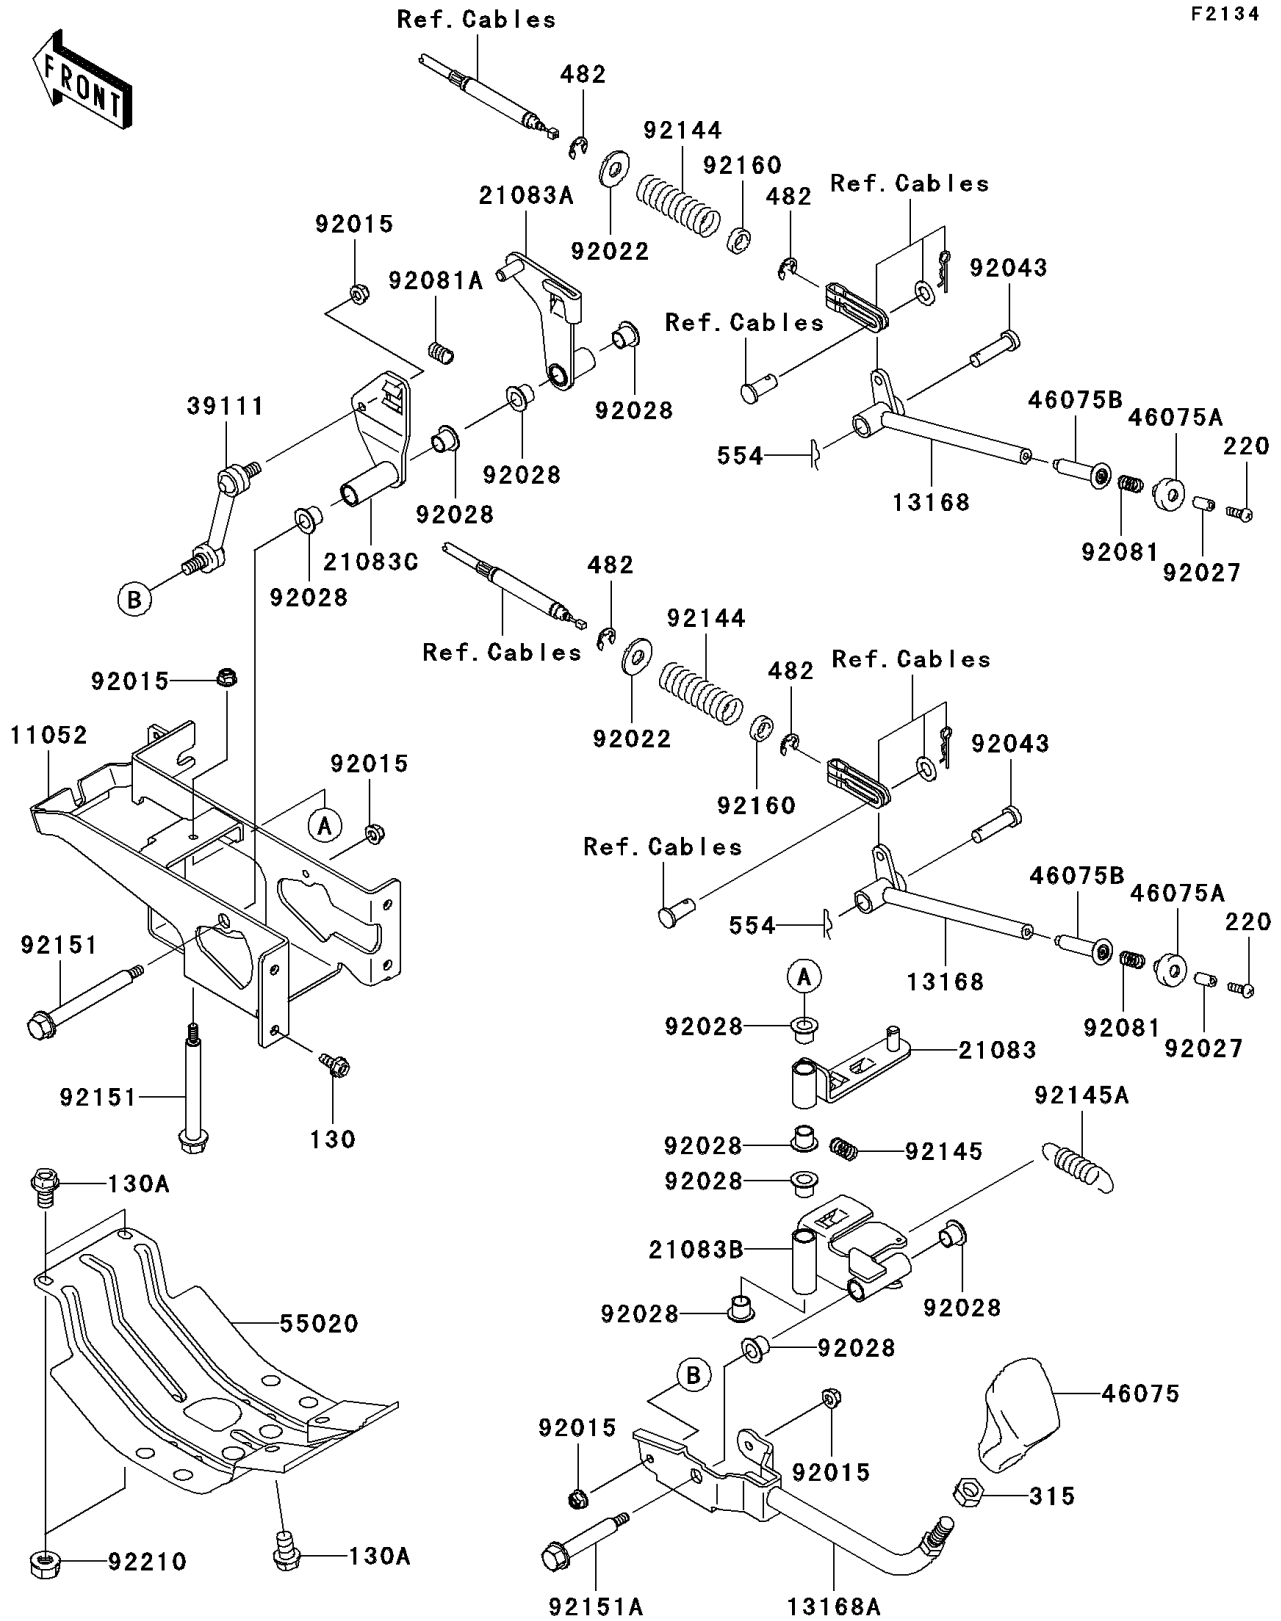 F2134
Ref.Cables
FRONT
482
92144
92160
Ref.Cables
21083A
482
92015
92022
92043
92081A
Ref.Cables
39111
92028
46075B
46075A
220
554
92028
13168
92028
92081
21083C
92027
92028
482
B
92144
Ref.Cables
Ref.Cables
482
92015
11052
92022
92043
92015
92160
A
Ref.Cables
46075B
46075A
220
554
92151
13168
A
92028
92081
92027
21083
92151
92145A
130
92028
92145
130A
92028
21083B
92028
92028
55020
92028
B
46075
92015
92015
315
92210
130A
92151A
13168A